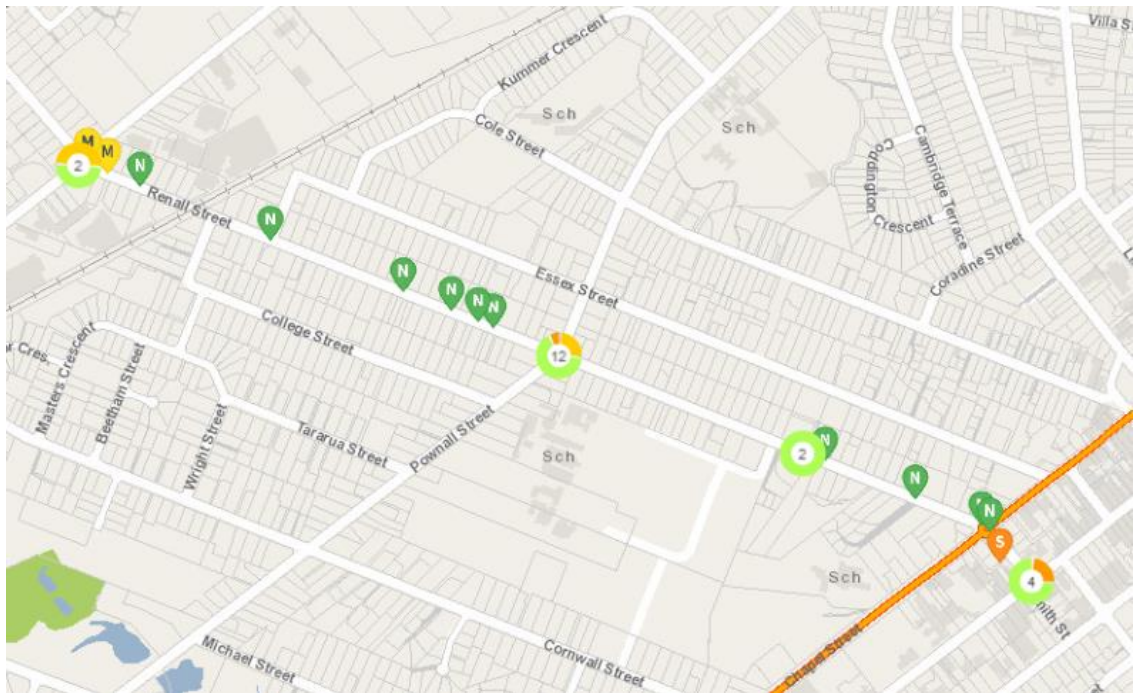 Villa S
Kummer Crescent
Sch
Sch
Cole Street
M
M
2
N
Cambridge Terrace
Coddington Crescent
Renall Street
N
Coradine Street
N
N
N
N
Essex Street
College Street
12
or Cres,
Masters Crescent
Beetham Street
Wright Street
Tararua Street
Pownall Street
Sch
2
N
N
N
S
Sch
4
nith St
Chapel Street
Cornwall Street
Michael Street